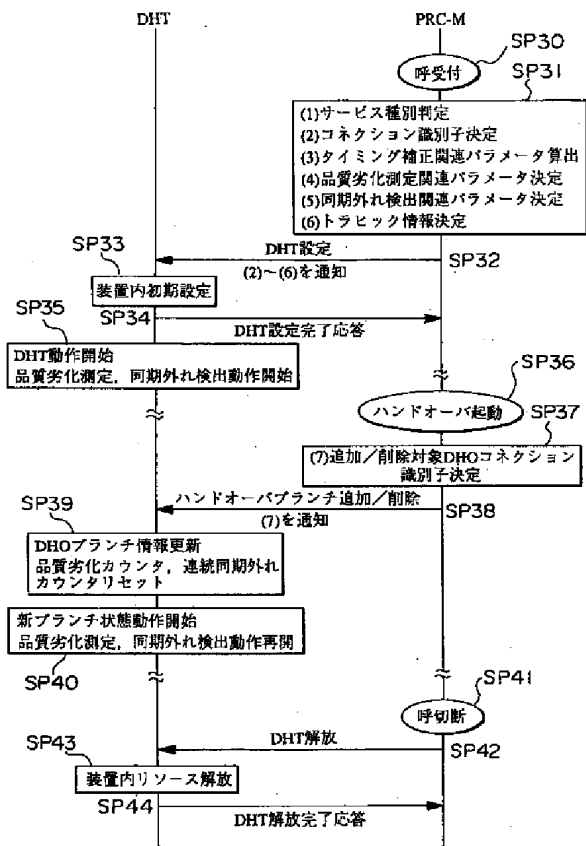 DHT
PRC-M
SP30
呼受付
SP31
(1)サービス種別判定
(2)コネクション識別子決定
(3)タイミング補正関連パラメータ算出
(4)品質劣化測定関連パラメータ決定
(5)同期外れ検出関連パラメータ決定
(6)トラヒック情報決定
DHT設定
SP32
(2)～(6)を通知
SP33
装置内初期設定
SP34
DHT設定完了応答
SP35
DHT動作開始
品質劣化測定,同期外れ検出動作開始
SP36
ハンドオーバ起動
SP37
(7)追加／削除対象DHOコネクション
識別子決定
ハンドオーバブランチ追加／削除
SP38
(7)を通知
SP39
DHOブランチ情報更新
品質劣化カウンタ,連続同期外れ
カウンタリセット
新ブランチ状態動作開始
品質劣化測定,同期外れ検出動作再開
SP40
SP41
呼切断
DHT解放
SP42
SP43
装置内リソース解放
SP44
DHT解放完了応答